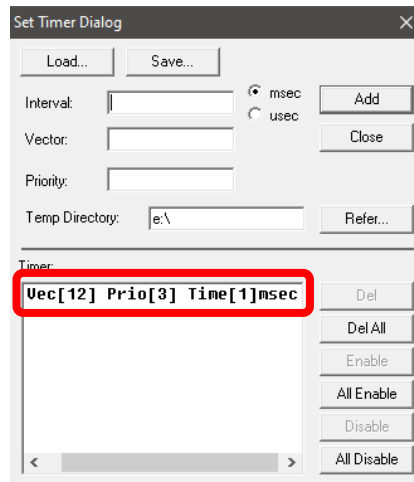 Set Timer Dialog
Load... Save...
Interval: msec Add
usec
Vector: Close
Priority:
Temp Directory: e:\ Refer...
Timer:
Vec[12] Prio[3] Time[1]msec Del
Del All
Enable
All Enable
Disable
All Disable